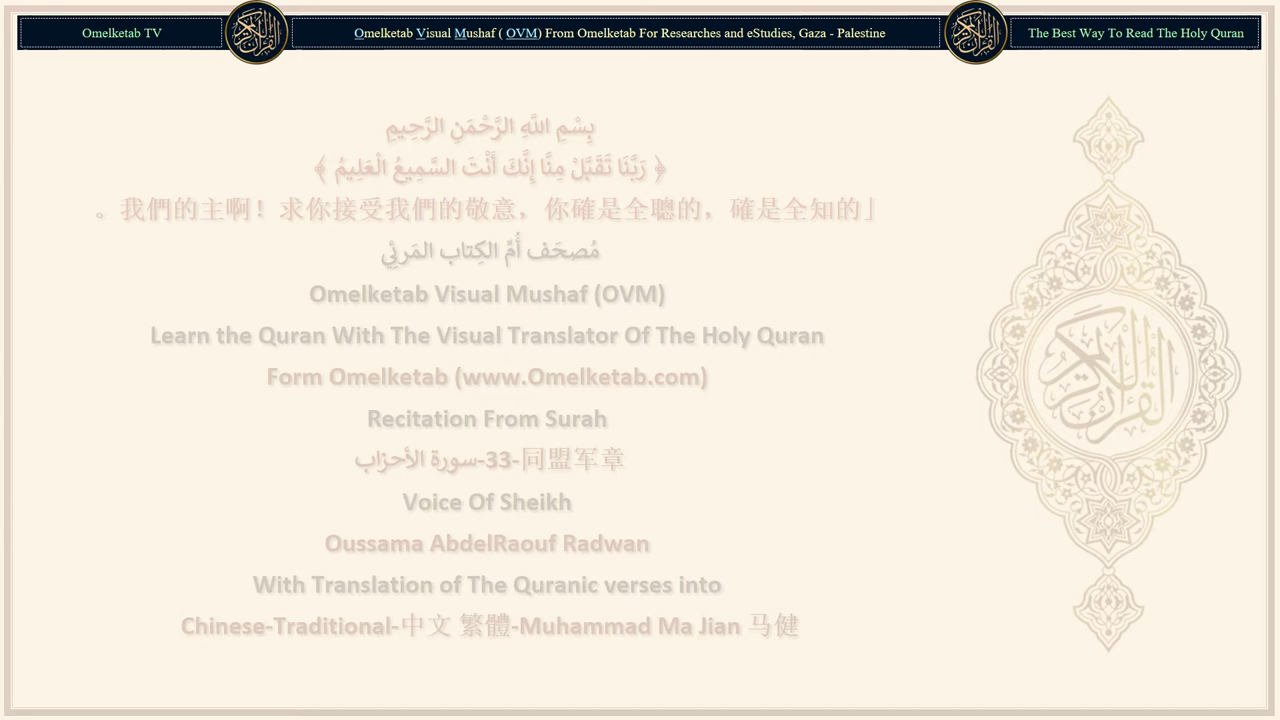 Omelketab TV
Omelketab Visual Mushaf ( OVM) From Omelketab For Researches and eStudies, Gaza - Palestine
The Best Way To Read The Holy Quran
بِسْمِ اللَّهِ الرَّحْمَنِ الرَّحِيمِ
﴿ رَبَّنَا تَقَبَّلْ مِنَّا إِنَّكَ أَنْتَ السَّمِيعُ الْعَلِيمُ ﴾
。我們的主啊！求你接受我們的敬意，你確是全聰的，確是全知的」
مُصحَف أُمِّ الكِتاب المَرئِي
Omelketab Visual Mushaf (OVM)
Learn the Quran With The Visual Translator Of The Holy Quran
Form Omelketab (www.Omelketab.com)
Recitation From Surah
سورة الأحزاب-33-同盟军章
Voice Of Sheikh
Oussama AbdelRaouf Radwan
With Translation of The Quranic verses into
Chinese-Traditional-中文 繁體-Muhammad Ma Jian 马健
القرآن الكريم